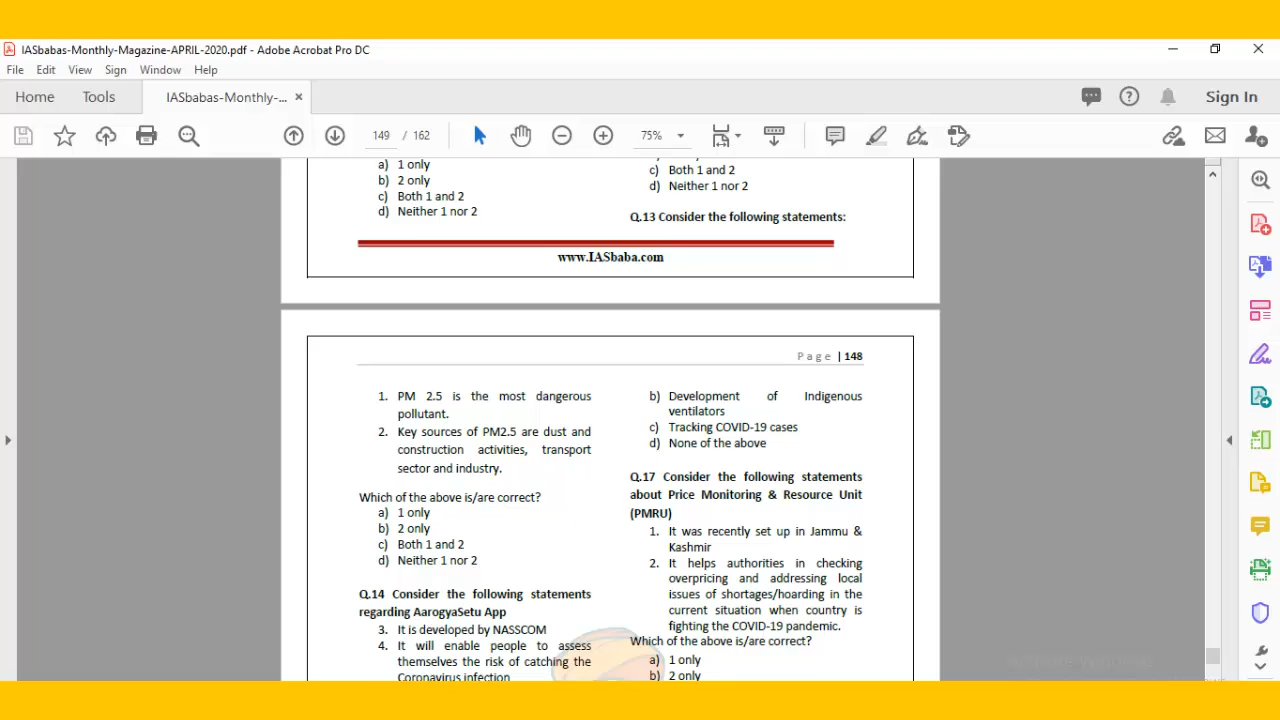 IASbabas-Monthly-Magazine-APRIL-2020.pdf - Adobe Acrobat Pro DC
File Edit View Sign Window Help
Home Tools IASbabas-Monthly-... × Sign In
149 / 162 75%
a) 1 only
b) 2 only
c) Both 1 and 2
d) Neither 1 nor 2
c) Both 1 and 2
d) Neither 1 nor 2
Q.13 Consider the following statements:
www.IASbaba.com
Page | 148
1. PM 2.5 is the most dangerous
pollutant.
2. Key sources of PM2.5 are dust and
construction activities, transport
sector and industry.
Which of the above is/are correct?
a) 1 only
b) 2 only
c) Both 1 and 2
d) Neither 1 nor 2
Q.14 Consider the following statements
regarding AarogyaSetu App
3. It is developed by NASSCOM
4. It will enable people to assess
themselves the risk of catching the
Coronavirus infection
b) Development of Indigenous
ventilators
c) Tracking COVID-19 cases
d) None of the above
Q.17 Consider the following statements
about Price Monitoring & Resource Unit
(PMRU)
1. It was recently set up in Jammu &
Kashmir
2. It helps authorities in checking
overpricing and addressing local
issues of shortages/hoarding in the
current situation when country is
fighting the COVID-19 pandemic.
Which of the above is/are correct?
a) 1 only
b) 2 only